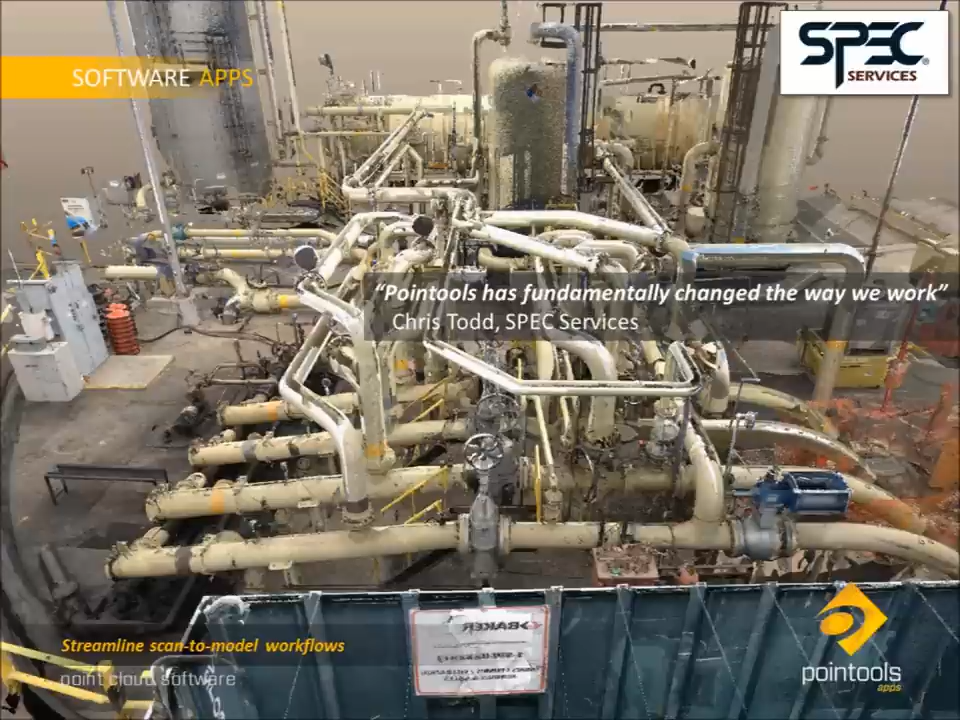 SPEC®
SERVICES
SOFTWARE APPS
“Pointools has fundamentally changed the way we work”
Chris Todd, SPEC Services
BAKER
Streamline scan-to-model workflows
point cloud software
pointools
apps